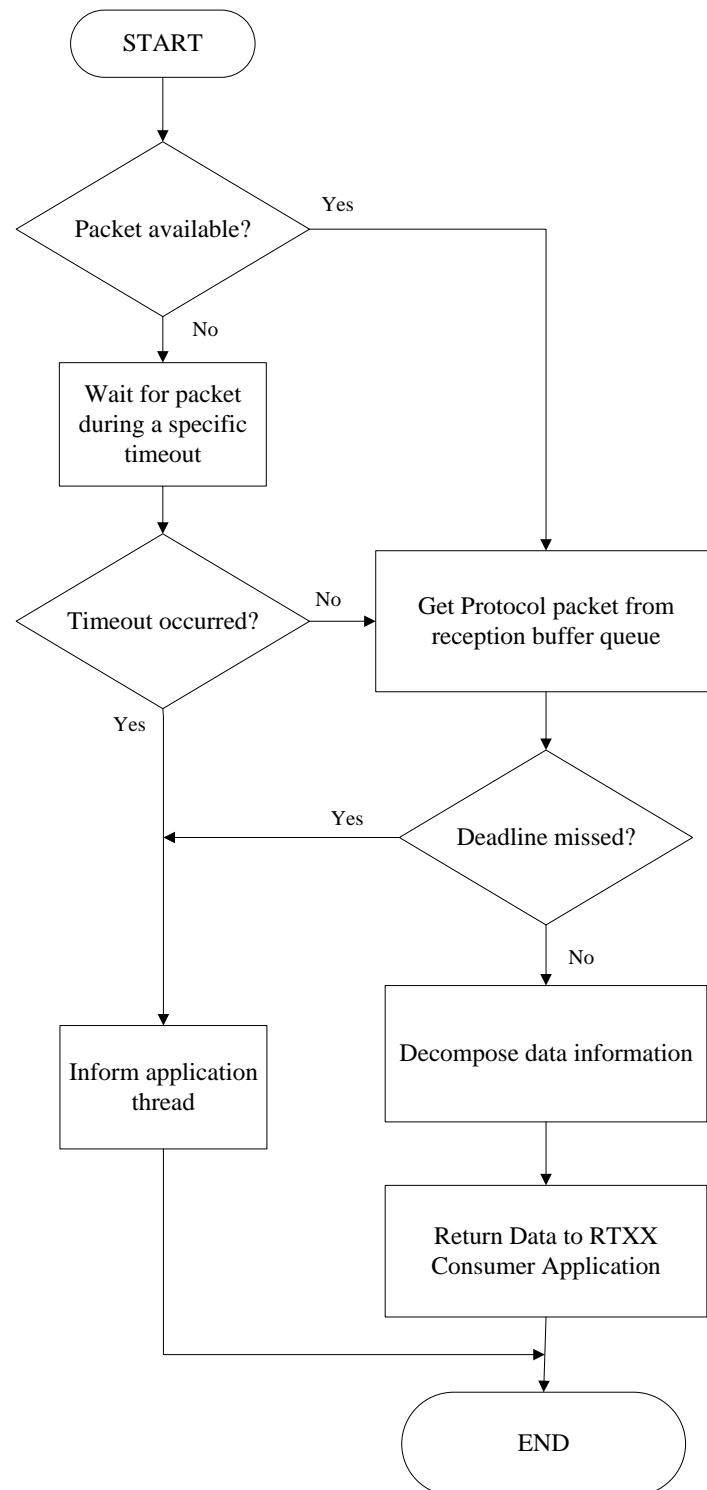 START
Packet available?
Yes
No
Wait for packet
during a specific
timeout
Timeout occurred?
No
Get Protocol packet from
reception buffer queue
Yes
Yes
Deadline missed?
No
Decompose data information
Inform application
thread
Return Data to RTXX
Consumer Application
END